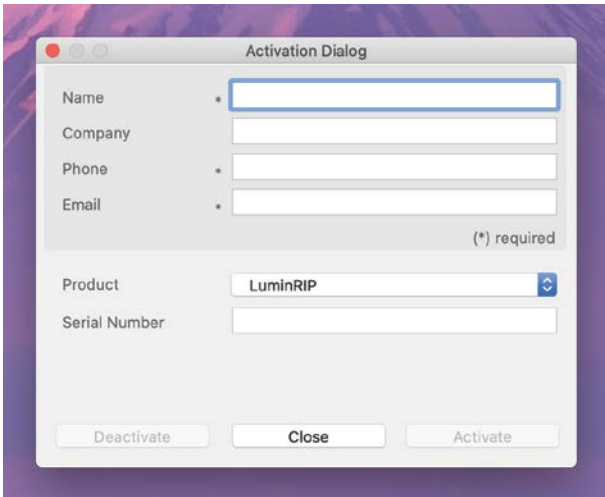 Activation Dialog
Name *
Company
Phone *
Email *
(*) required
Product LuminRIP
Serial Number
Deactivate Close Activate